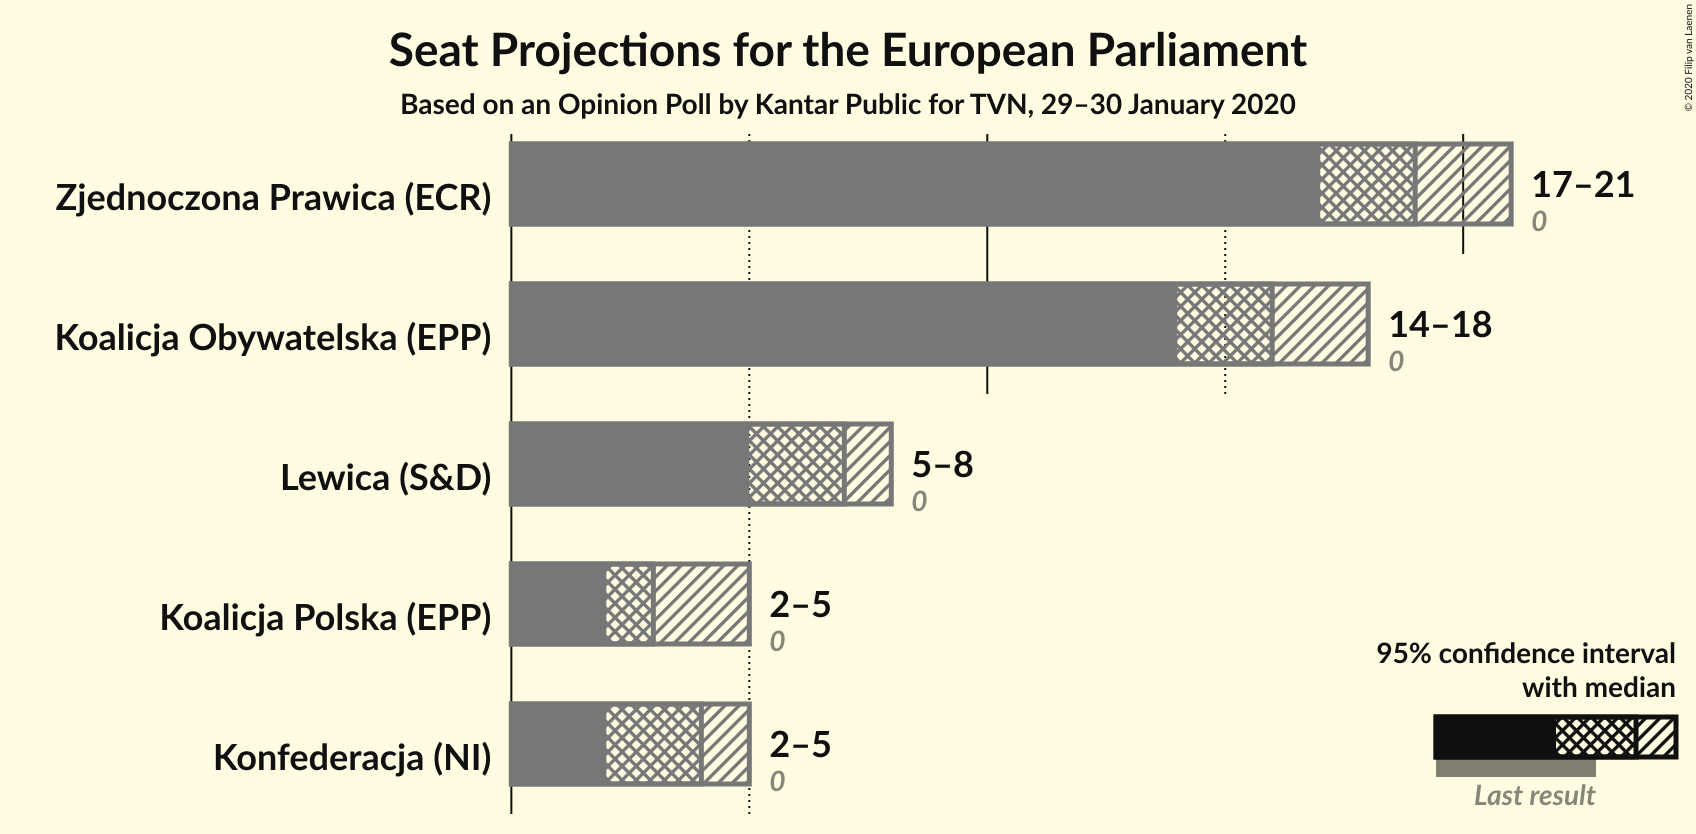 Seat Projections for the European Parliament
Based on an Opinion Poll by Kantar Public for TVN, 29–30 January 2020
© 2020 Filip van Laenen
Zjednoczona Prawica (ECR)
17–21
0
Koalicja Obywatelska (EPP)
14–18
0
Lewica (S&D)
5–8
0
Koalicja Polska (EPP)
2–5
0
Konfederacja (NI)
2–5
0
95% confidence interval
with median
Last result